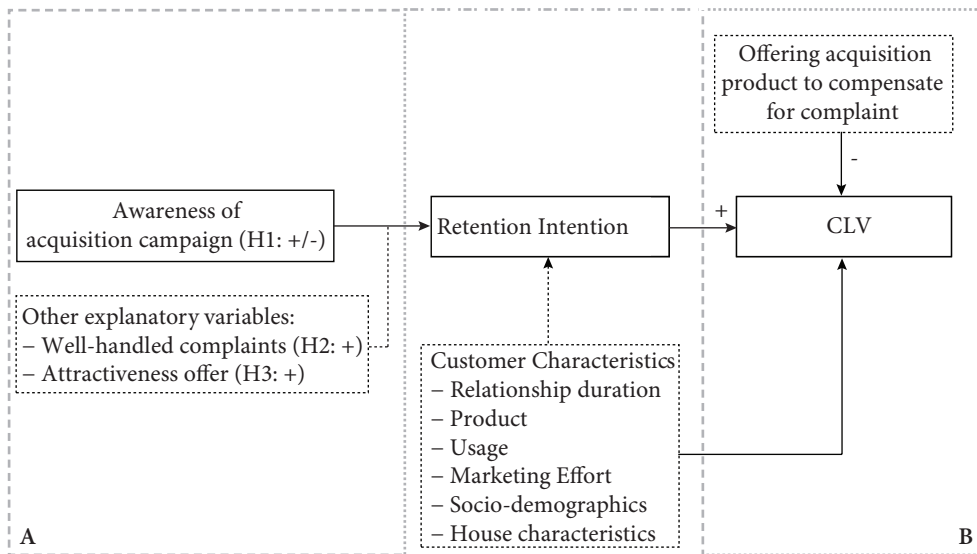 Offering acquisition
product to compensate
for complaint
-
Awareness of
acquisition campaign (H1: +/-)
Retention Intention
+
CLV
Other explanatory variables:
– Well-handled complaints (H2: +)
– Attractiveness offer (H3: +)
Customer Characteristics
– Relationship duration
– Product
– Usage
– Marketing Effort
– Socio-demographics
– House characteristics
A
B